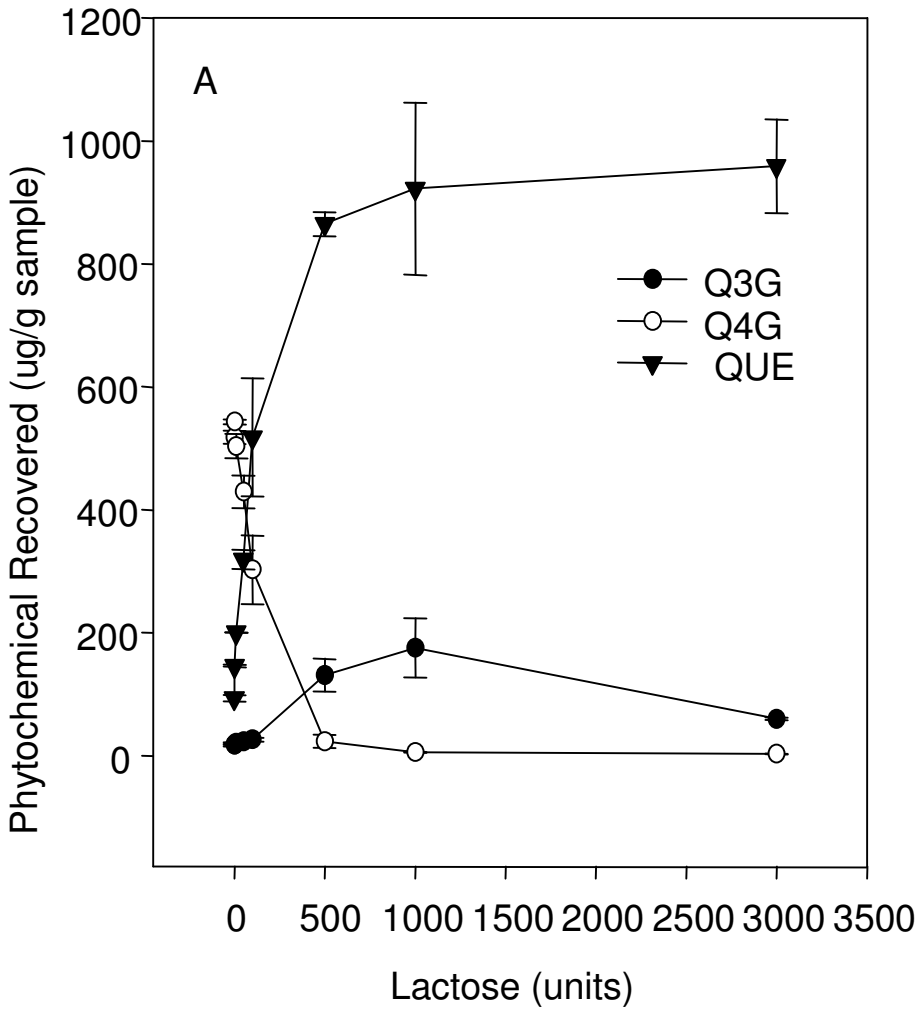 A
Phytochemical Recovered (ug/g sample)
1200
1000
800
600
400
200
0
Q3G
Q4G
QUE
0 500 1000 1500 2000 2500 3000 3500
Lactose (units)